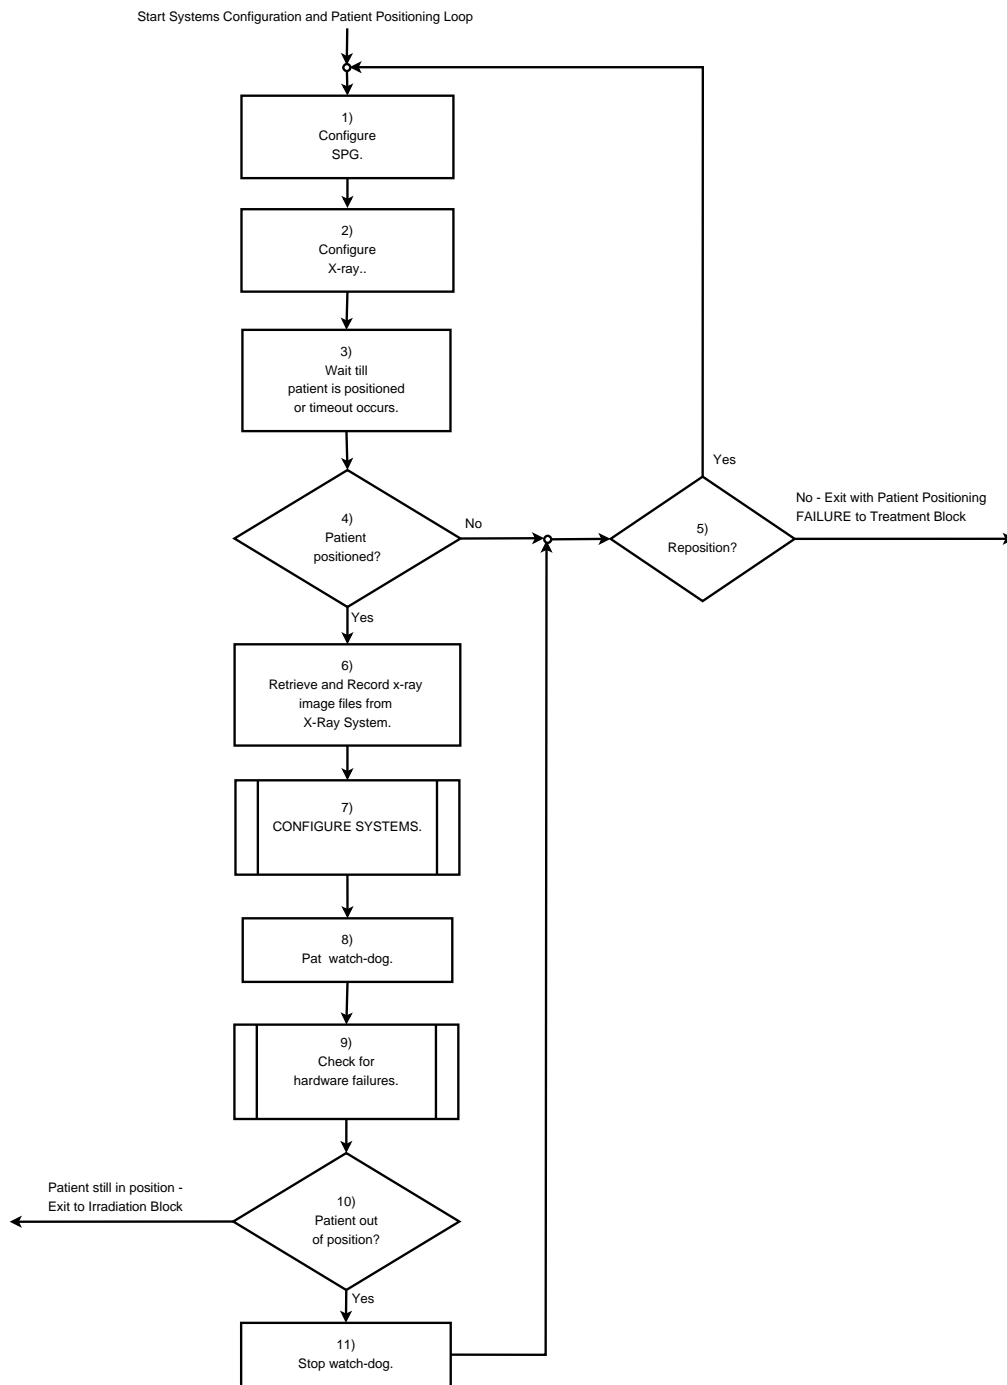 Start Systems Configuration and Patient Positioning Loop
1)
Configure
SPG.
2)
Configure
X-ray..
3)
Wait till
patient is positioned
or timeout occurs.
4)
Patient
positioned?
No
Yes
5)
Reposition?
Yes
No - Exit with Patient Positioning
FAILURE to Treatment Block
6)
Retrieve and Record x-ray
image files from
X-Ray System.
7)
CONFIGURE SYSTEMS.
8)
Pat  watch-dog.
9)
Check for
hardware failures.
10)
Patient out
of position?
Patient still in position -
Exit to Irradiation Block
Yes
11)
Stop watch-dog.